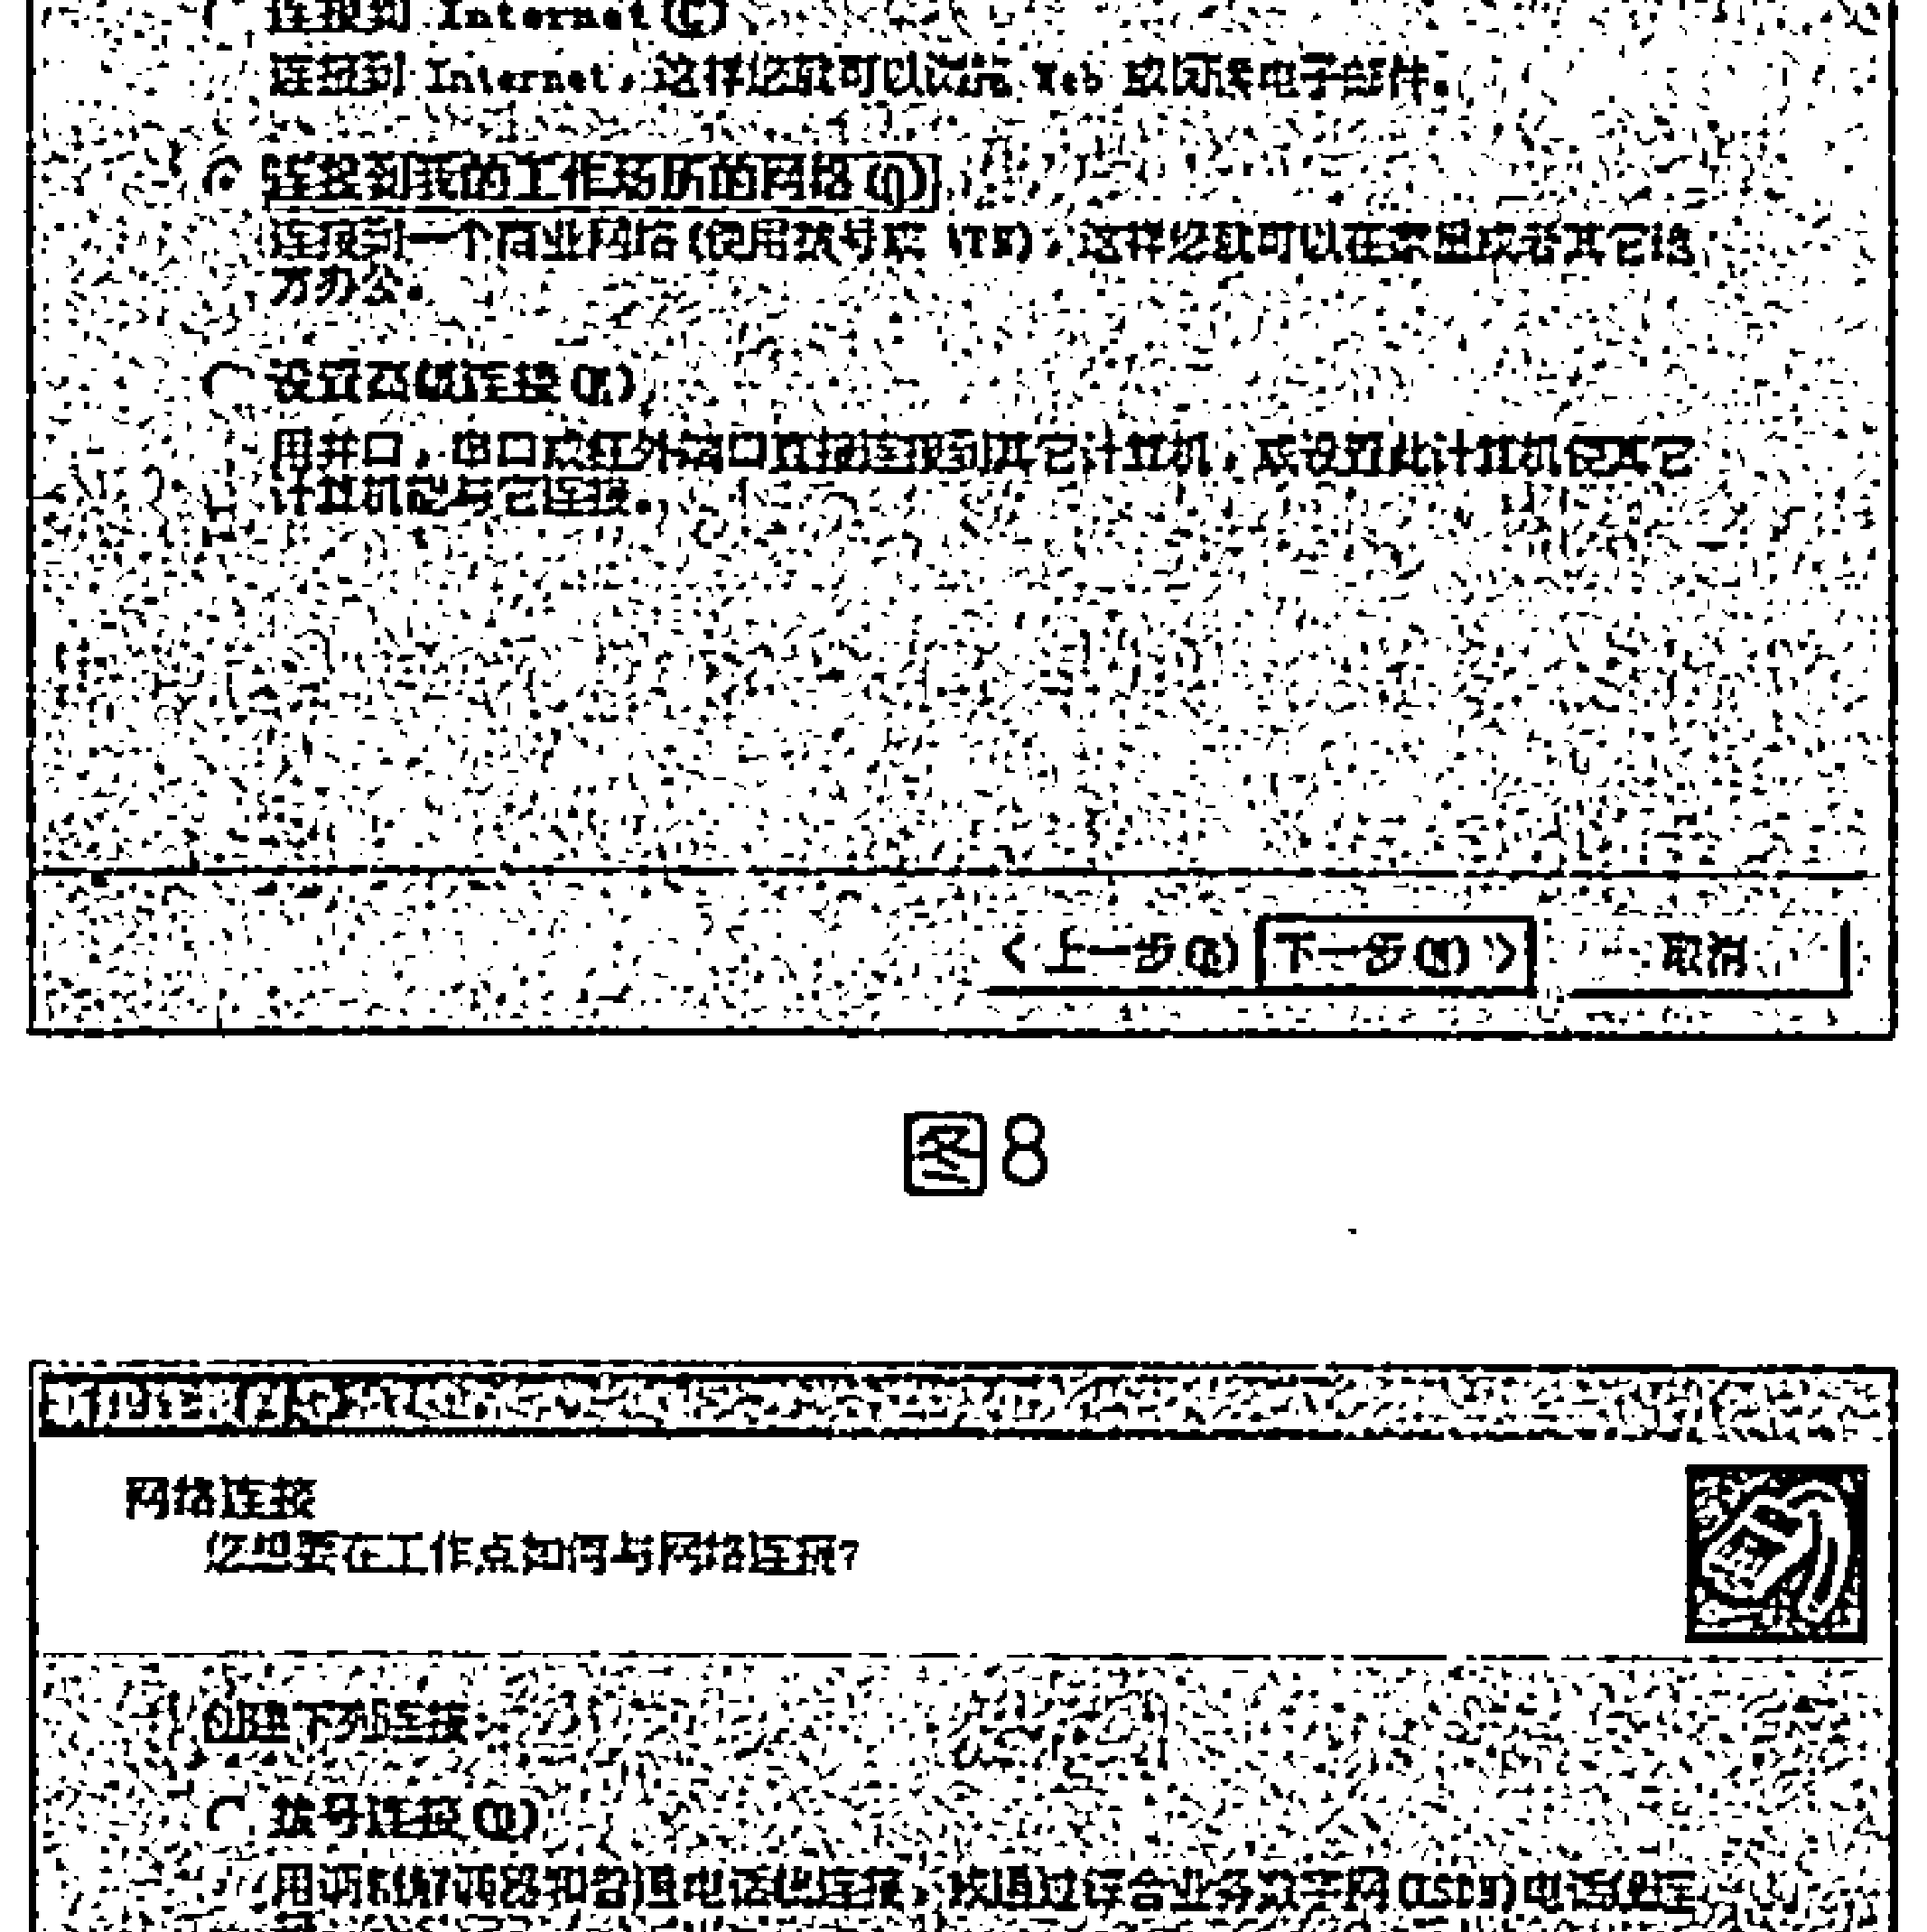 连接到 Internet(C)
连接到 Internet，这样您就可以浏览 Web 或阅读电子邮件。
连接到我的工作场所的网络(O)
连接到一个商业网络(使用拨号或 VPN)，这样您就可以在家里或者其它地
方办公。
设置高级连接(E)
用并口，串口或红外端口直接连接到其它计算机，或设置此计算机使其它
计算机能与它连接。
< 上一步(B) 下一步(N) > 取消
图8
新建连接向导
网络连接
您想要在工作点如何与网络连接?
创建下列连接:
拨号连接(D)
用调制解调器和普通电话线连接，或通过综合业务数字网(ISDN)电话线连